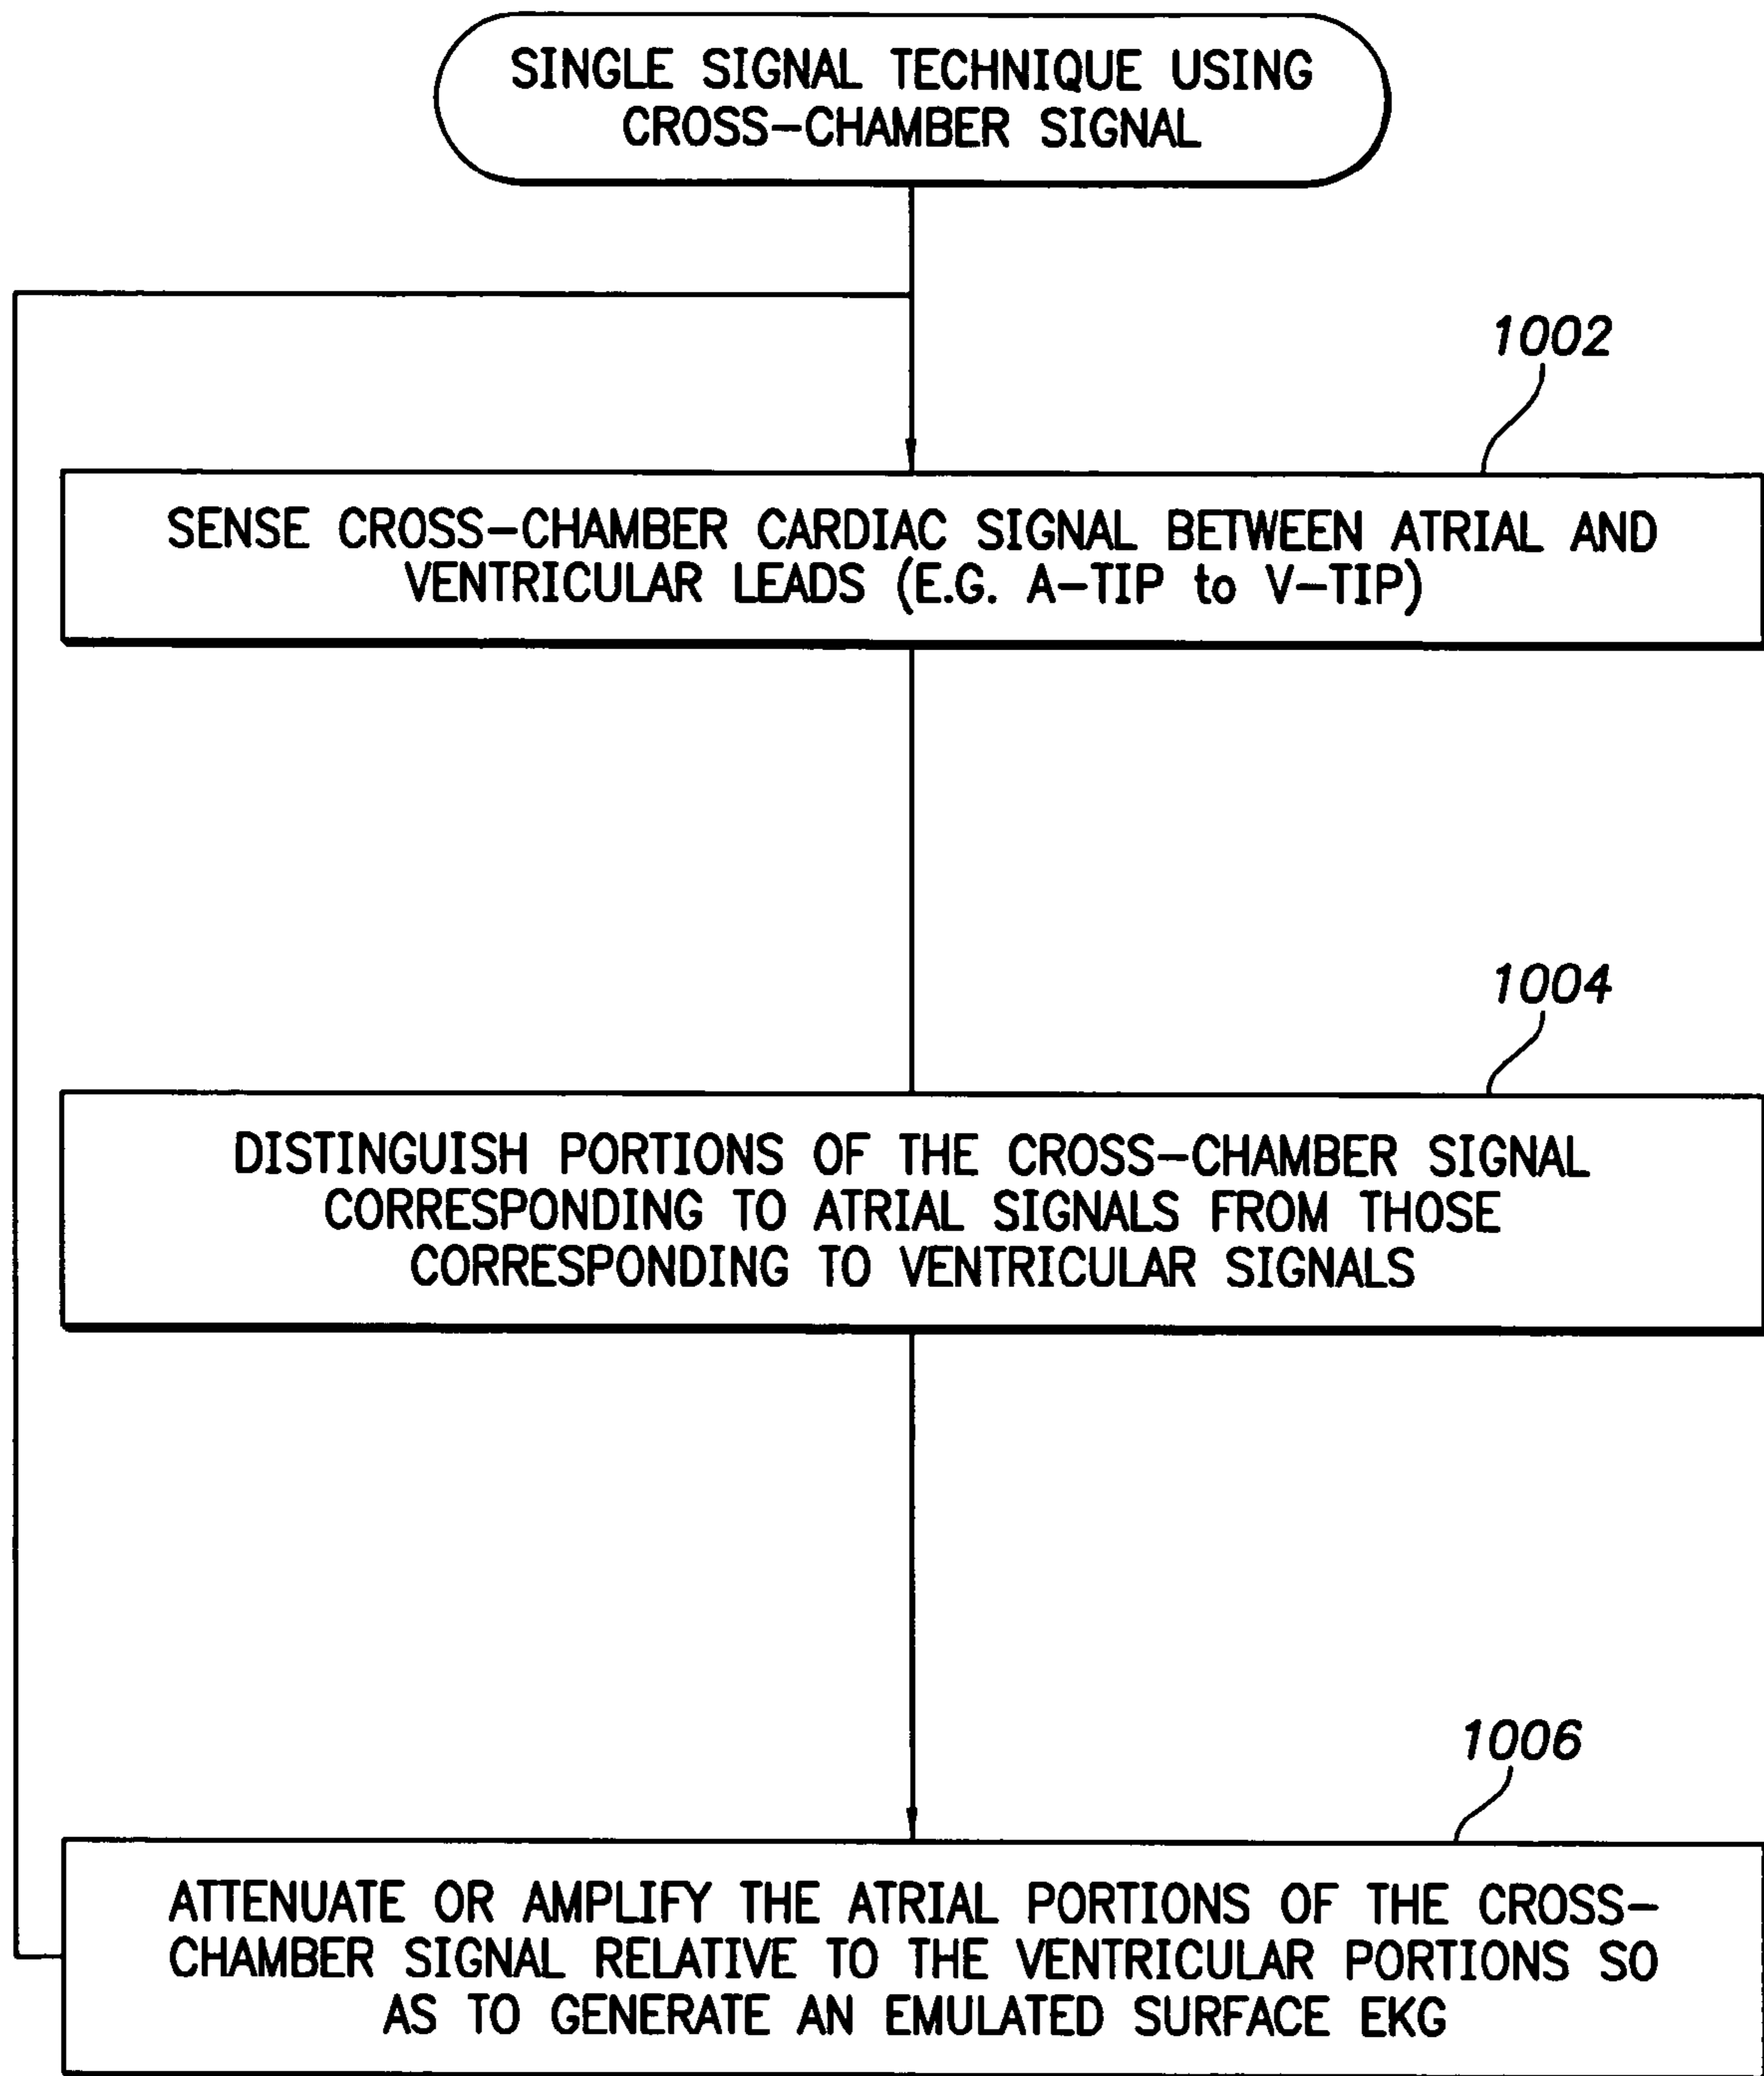 SINGLE SIGNAL TECHNIQUE USING
CROSS-CHAMBER SIGNAL
1002
SENSE CROSS-CHAMBER CARDIAC SIGNAL BETWEEN ATRIAL AND
VENTRICULAR LEADS (E.G. A-TIP to V-TIP)
1004
DISTINGUISH PORTIONS OF THE CROSS-CHAMBER SIGNAL
CORRESPONDING TO ATRIAL SIGNALS FROM THOSE
CORRESPONDING TO VENTRICULAR SIGNALS
1006
ATTENUATE OR AMPLIFY THE ATRIAL PORTIONS OF THE CROSS-
CHAMBER SIGNAL RELATIVE TO THE VENTRICULAR PORTIONS SO
AS TO GENERATE AN EMULATED SURFACE EKG